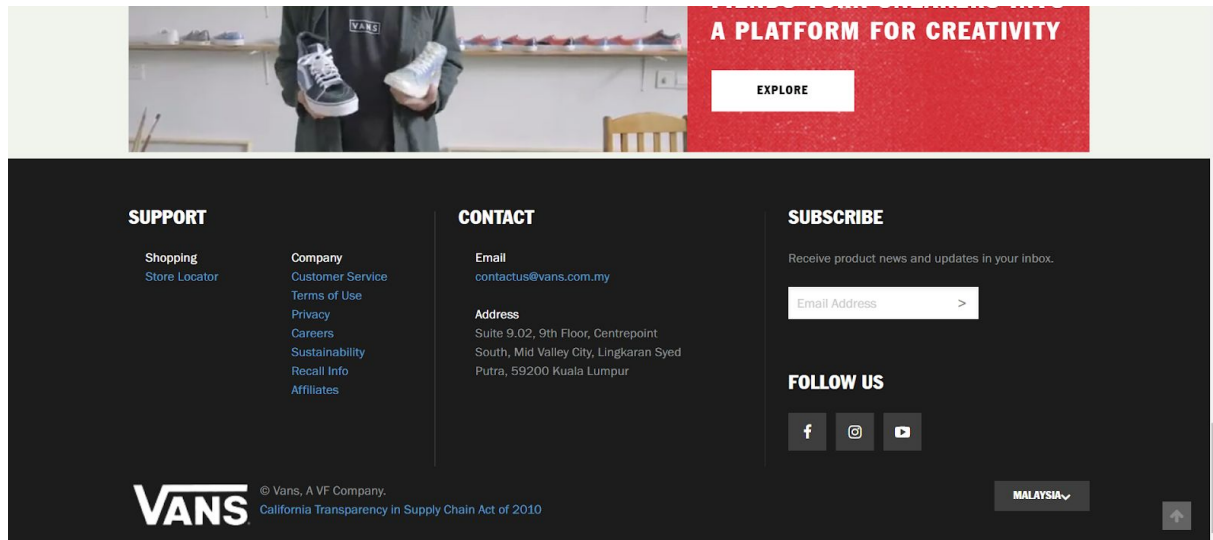 VANS
A PLATFORM FOR CREATIVITY
EXPLORE
SUPPORT
Shopping
Store Locator
Company
Customer Service
Terms of Use
Privacy
Careers
Sustainability
Recall Info
Affiliates
CONTACT
Email
contactus@vans.com.my
Address
Suite 9.02, 9th Floor, Centrepoint
South, Mid Valley City, Lingkaran Syed
Putra, 59200 Kuala Lumpur
SUBSCRIBE
Receive product news and updates in your inbox.
Email Address >
FOLLOW US
VANS
© Vans, A VF Company.
California Transparency in Supply Chain Act of 2010
MALAYSIA